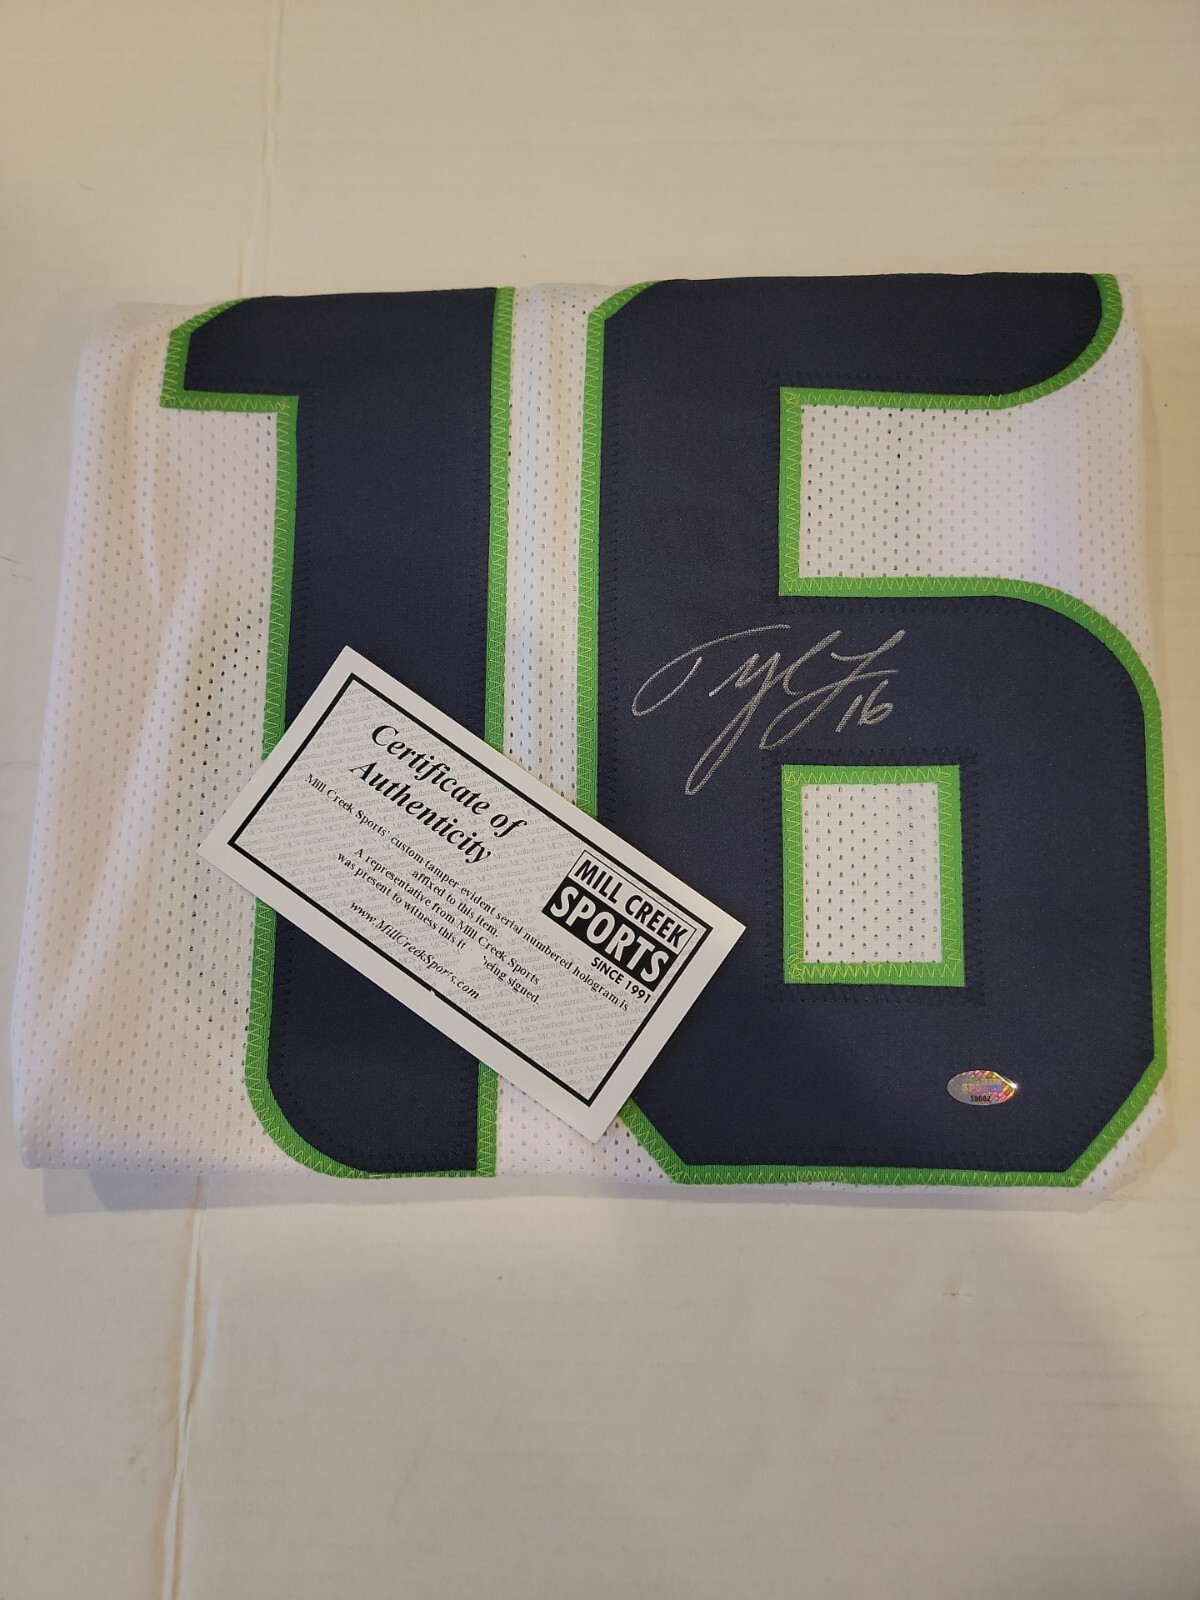 16
Tyl L 16
Certificate of
Authenticity
Mill Creek Sports' custom tamper evident serial numbered hologram is
affixed to this item.
A representative from Mill Creek Sports
was present to witness this it being signed.
www.MillCreekSports.com
MILL CREEK
SPORTS
SINCE 1991